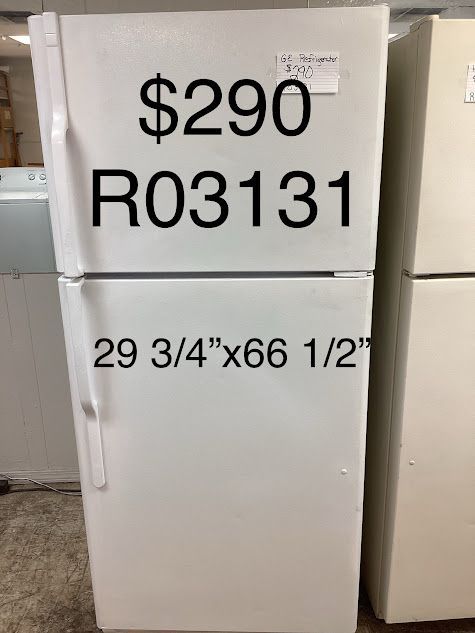 GE Refrigerator
$290
$290
R03131
29 3/4”x66 1/2”